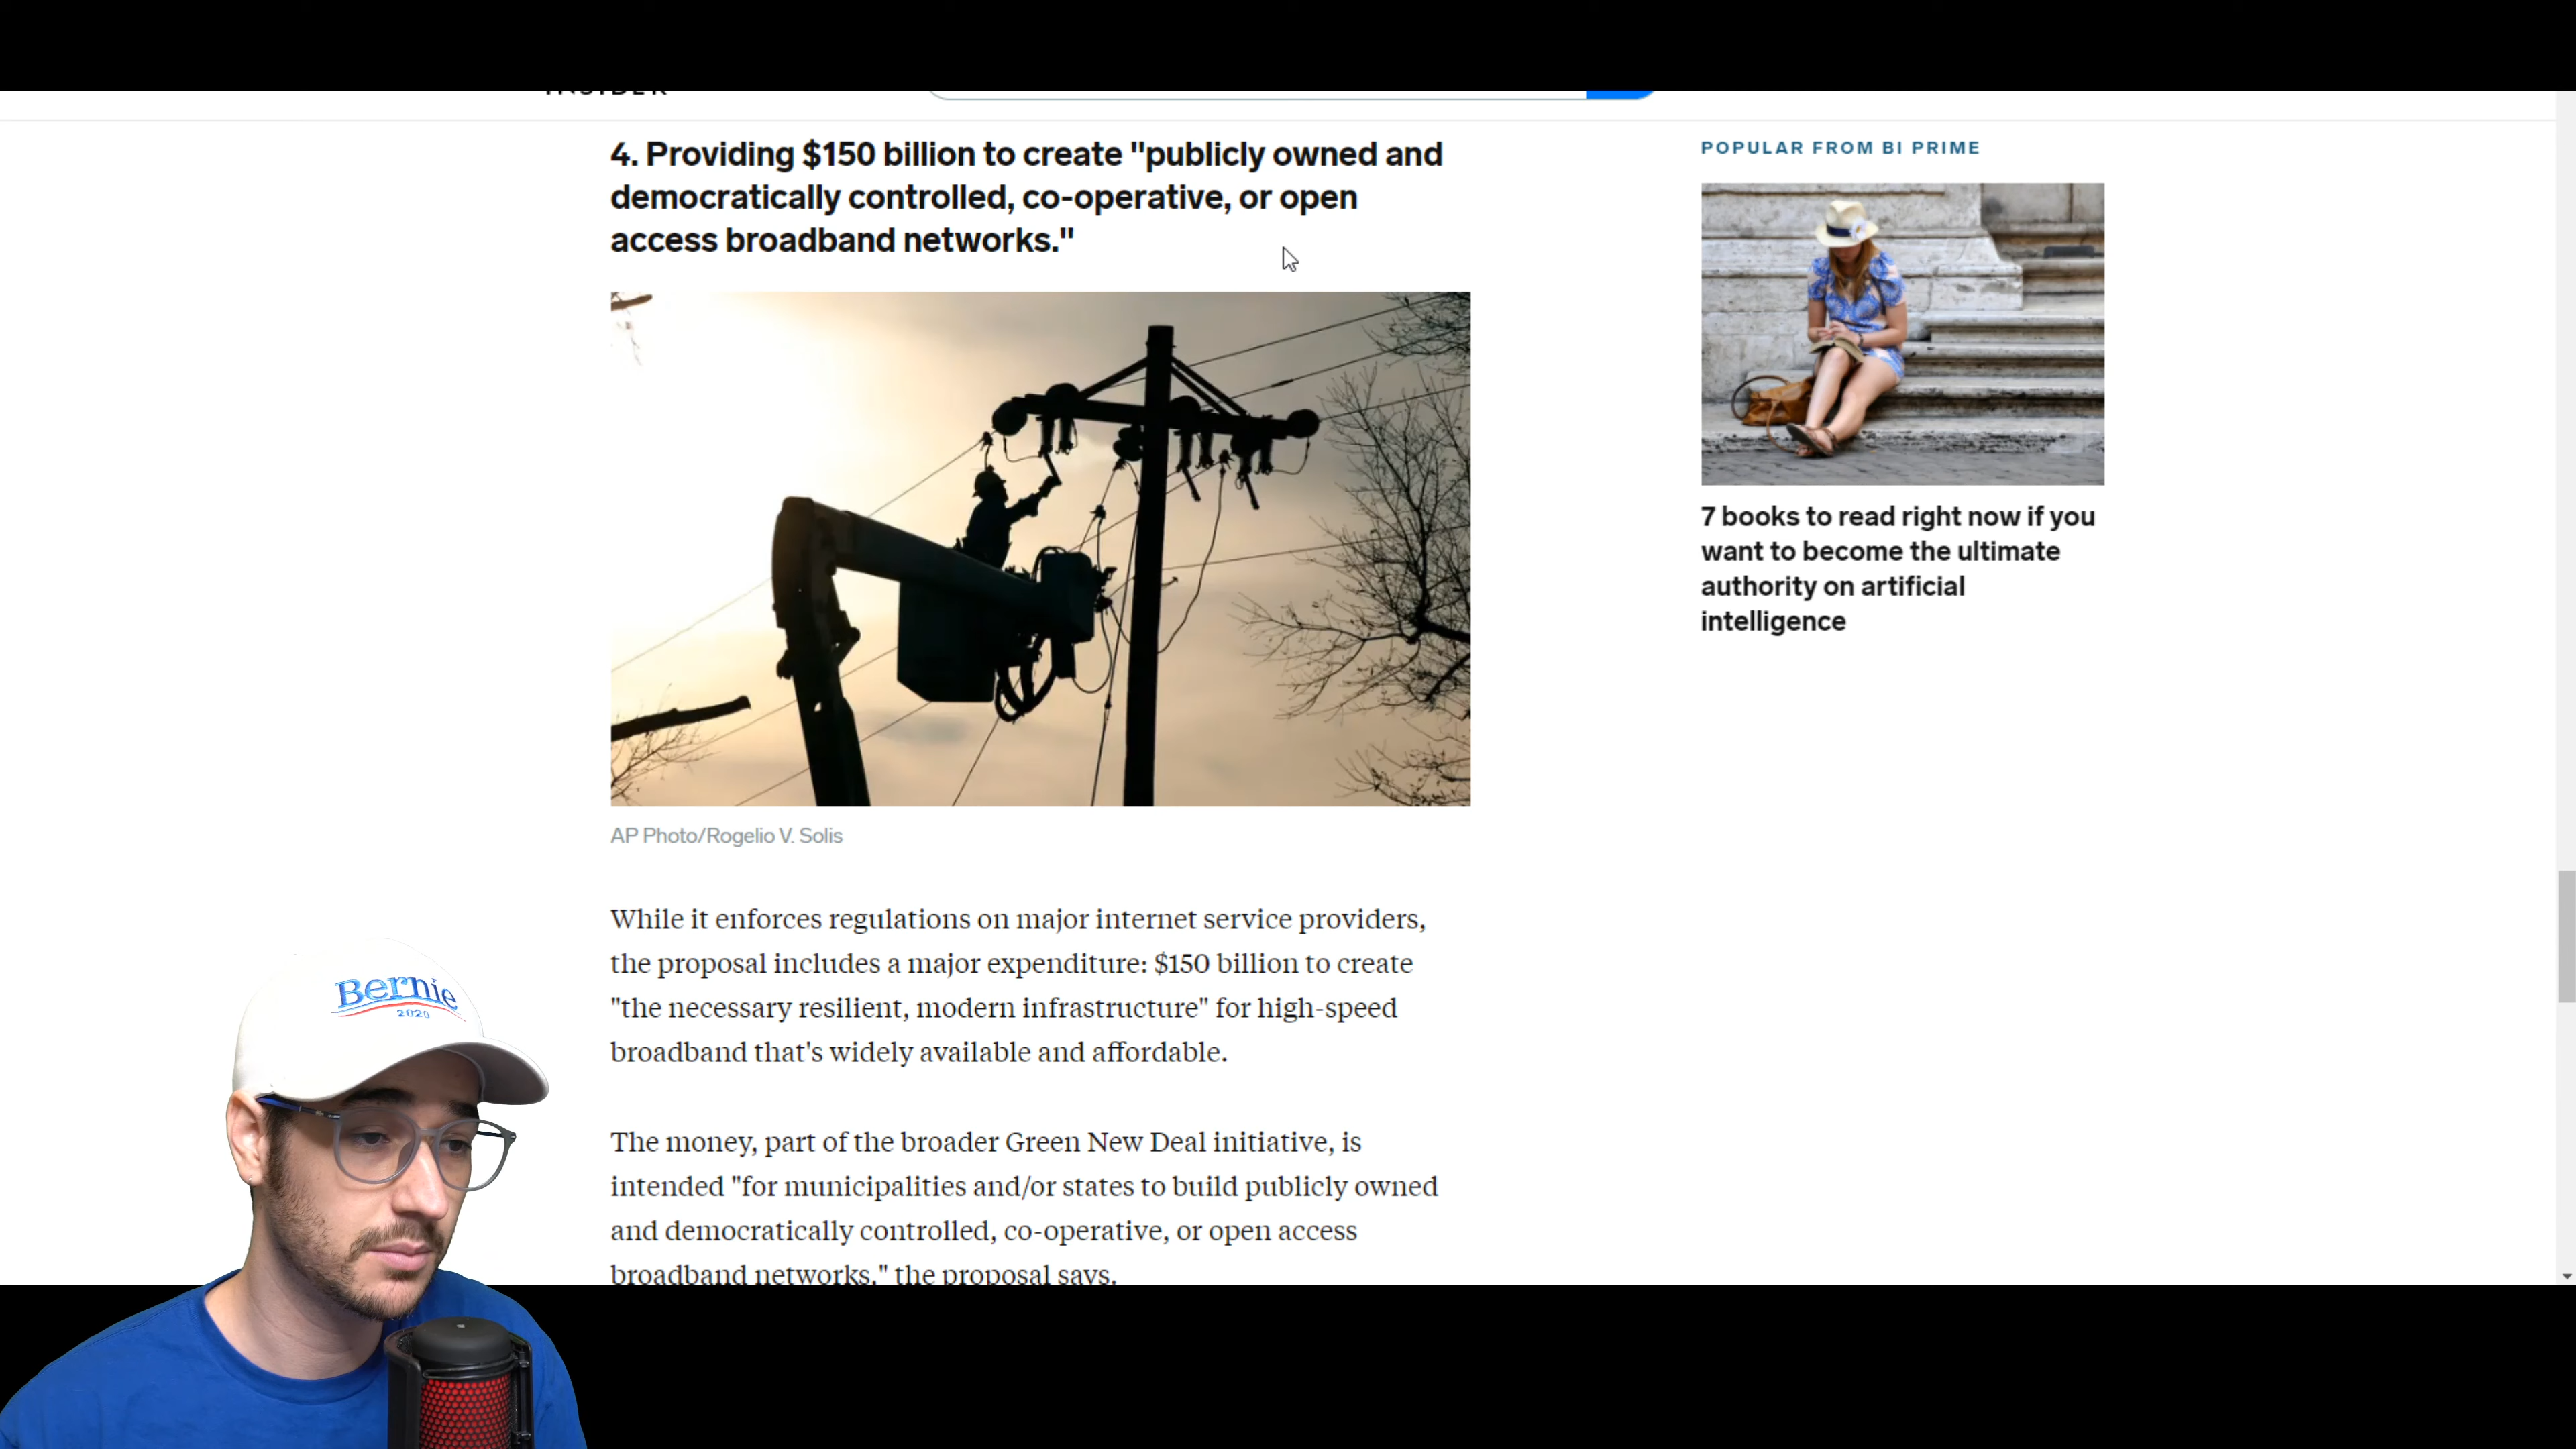 INSIDER
4. Providing $150 billion to create "publicly owned and
democratically controlled, co-operative, or open
access broadband networks."
AP Photo/Rogelio V. Solis
While it enforces regulations on major internet service providers,
the proposal includes a major expenditure: $150 billion to create
"the necessary resilient, modern infrastructure" for high-speed
broadband that's widely available and affordable.
The money, part of the broader Green New Deal initiative, is
intended "for municipalities and/or states to build publicly owned
and democratically controlled, co-operative, or open access
broadband networks," the proposal says.
POPULAR FROM BI PRIME
7 books to read right now if you
want to become the ultimate
authority on artificial
intelligence
Bernie
2020